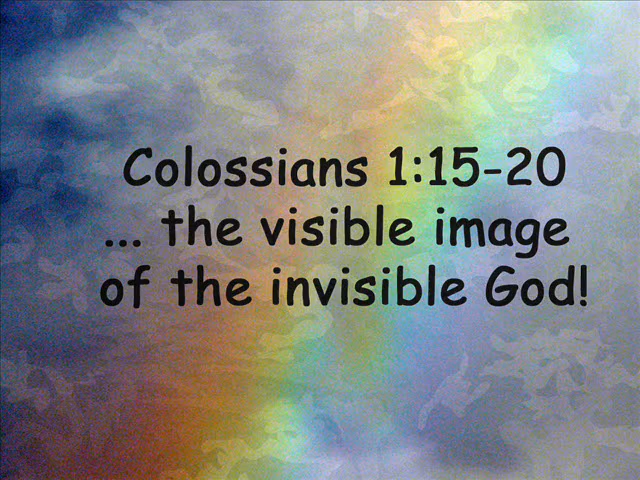 Colossians 1:15-20
... the visible image
of the invisible God!